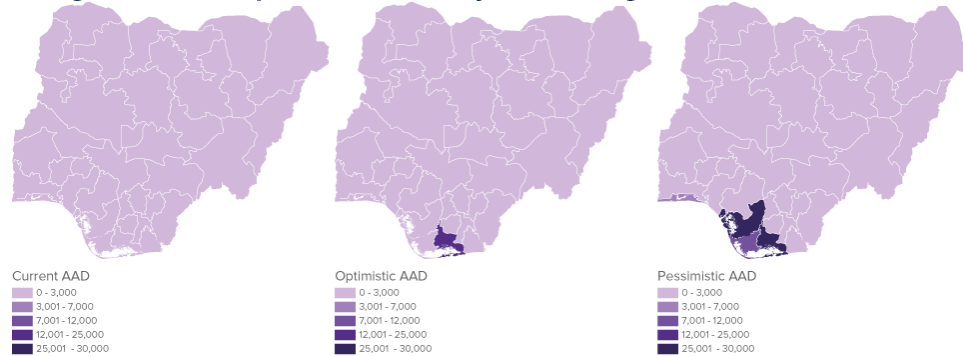 Current AAD
0 - 3,000
3,001 - 7,000
7,001 - 12,000
12,001 - 25,000
25,001 - 30,000
Optimistic AAD
0 - 3,000
3,001 - 7,000
7,001 - 12,000
12,001 - 25,000
25,001 - 30,000
Pessimistic AAD
0 - 3,000
3,001 - 7,000
7,001 - 12,000
12,001 - 25,000
25,001 - 30,000